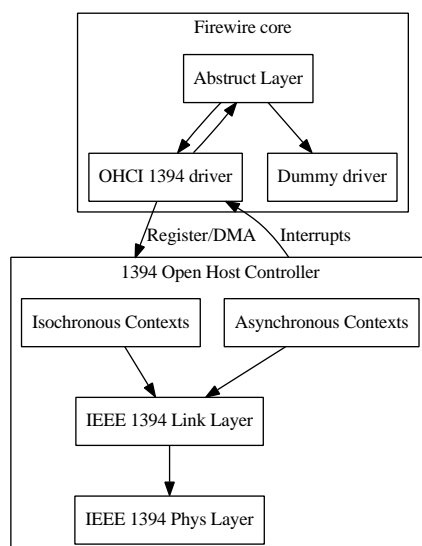 Firewire core
Abstruct Layer
OHCI 1394 driver
Dummy driver
Register/DMA
Interrupts
1394 Open Host Controller
Isochronous Contexts
Asynchronous Contexts
IEEE 1394 Link Layer
IEEE 1394 Phys Layer